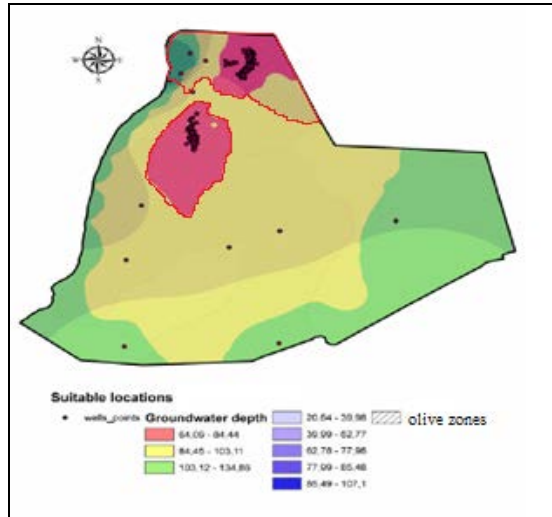 N
W E
S
Suitable locations
wells_points
Groundwater depth
64,09 - 84,44
84,45 - 103,11
103,12 - 134,86
20,54 - 39,98
39,99 - 62,77
62,78 - 77,98
77,99 - 85,48
85,49 - 107,1
olive zones